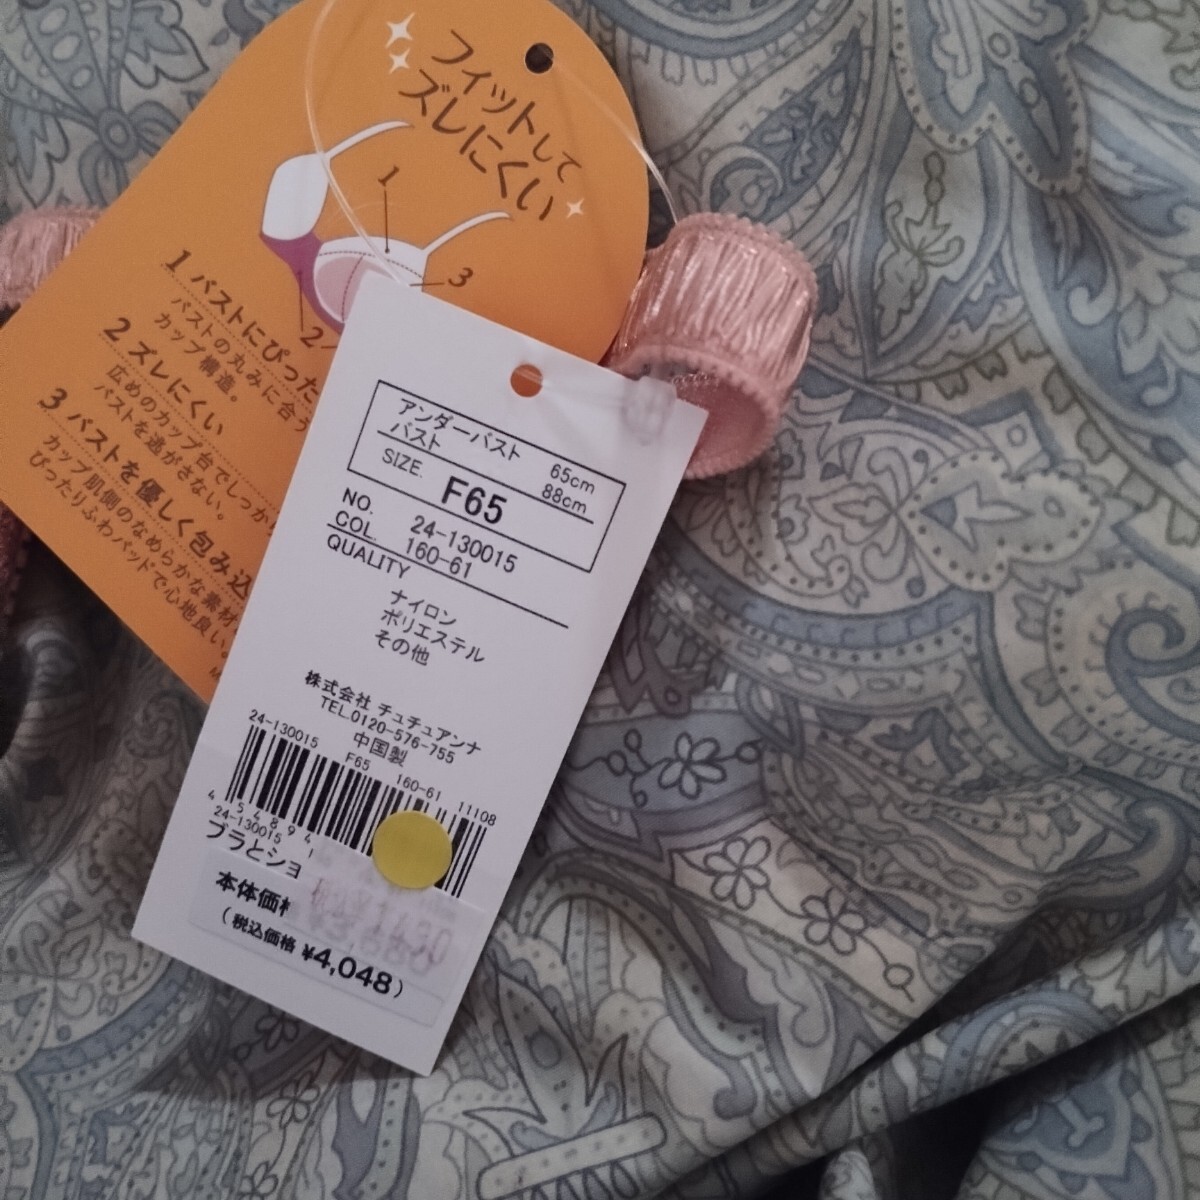 フィットして
ズレにくい
1
3
2
1 バストにぴった
バストの丸みに合う
カップ構造。
2 ズレにくい
広めのカップ台でしっか
バストを逃がさない。
3 バストを優しく包み込
カップ肌側のなめらかな素材
ぴったりふわパッドで心地良い
アンダーバスト 65cm
バスト 88cm
SIZE. F65
NO. 24-130015
COL. 160-61
QUALITY
ナイロン
ポリエステル
その他
株式会社 チュチュアンナ
TEL.0120-576-755
中国製
24-130015 F65 160-61 11108
4 5 4 8 9 4
24-130015
ブラとショ
本体価格
(税込価格 ¥4,048)